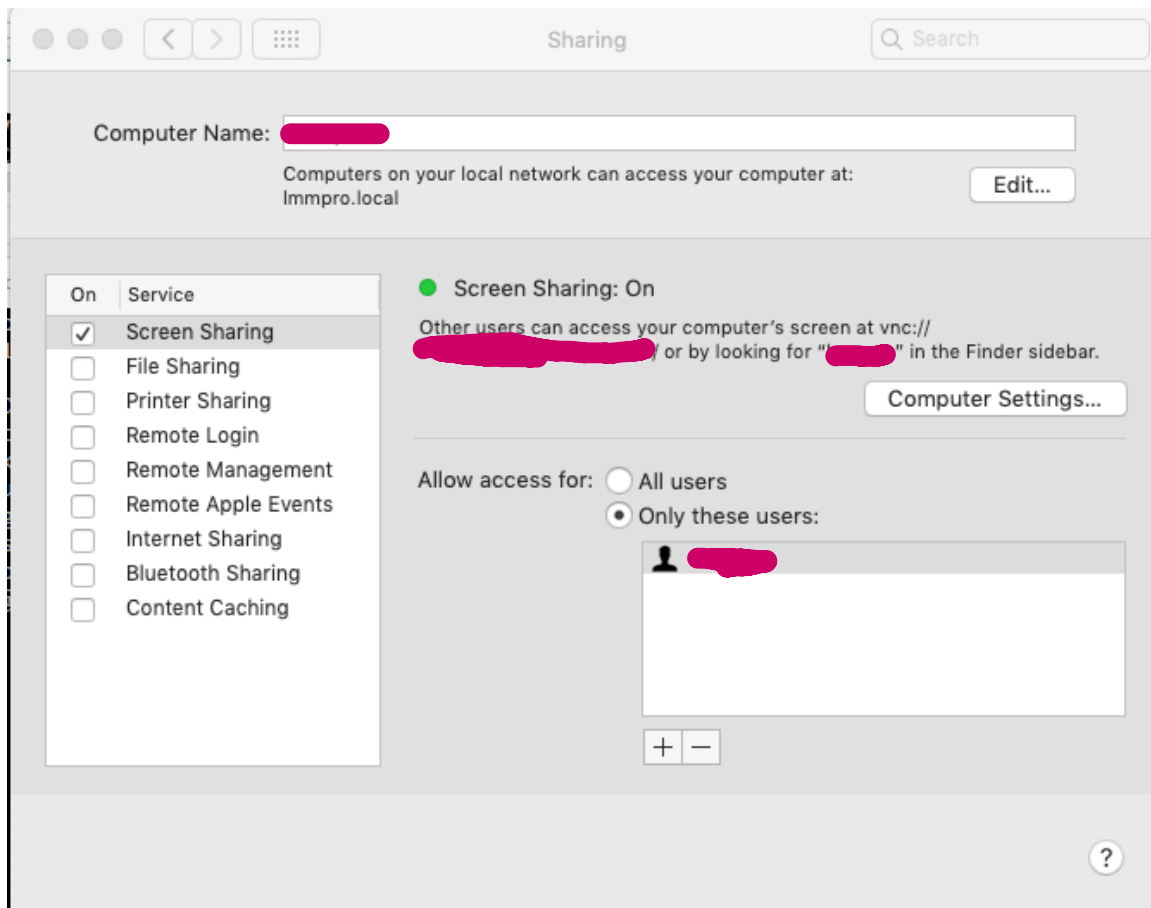 Sharing
Search
Computer Name:
Computers on your local network can access your computer at:
lmmpro.local
Edit...
On Service
Screen Sharing
File Sharing
Printer Sharing
Remote Login
Remote Management
Remote Apple Events
Internet Sharing
Bluetooth Sharing
Content Caching
Screen Sharing: On
Other users can access your computer's screen at vnc://
/ or by looking for " " in the Finder sidebar.
Computer Settings...
Allow access for:
All users
Only these users:
+ −
?